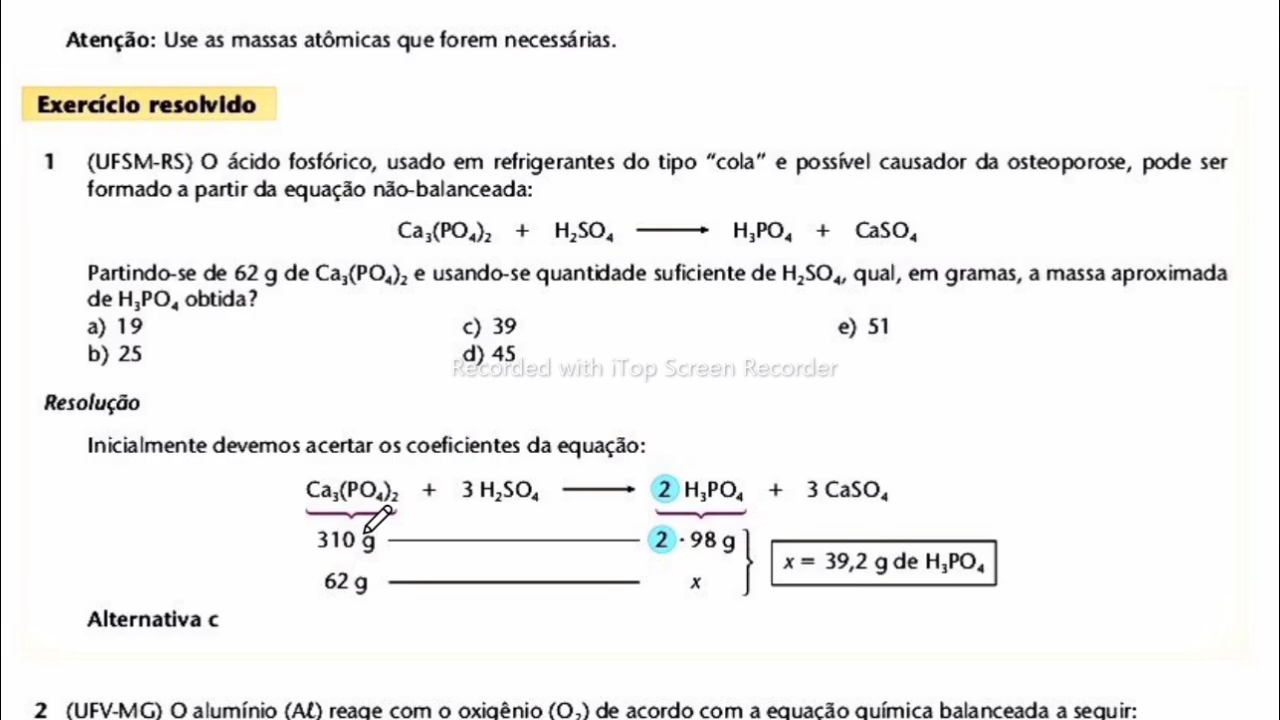 Atenção: Use as massas atômicas que forem necessárias.
Exercício resolvido
1 (UFSM-RS) O ácido fosfórico, usado em refrigerantes do tipo “cola” e possível causador da osteoporose, pode ser
formado a partir da equação não-balanceada:
Ca₃(PO₄)₂ + H₂SO₄ ⟶ H₃PO₄ + CaSO₄
Partindo-se de 62 g de Ca₃(PO₄)₂ e usando-se quantidade suficiente de H₂SO₄, qual, em gramas, a massa aproximada
de H₃PO₄ obtida?
a) 19 c) 39 e) 51
b) 25 d) 45
Recorded with iTop Screen Recorder
Resolução
Inicialmente devemos acertar os coeficientes da equação:
Ca₃(PO₄)₂ + 3 H₂SO₄ ⟶ 2 H₃PO₄ + 3 CaSO₄
310 g 2 · 98 g
x = 39,2 g de H₃PO₄
62 g x
Alternativa c
2 (UFV-MG) O alumínio (Aℓ) reage com o oxigênio (O₂) de acordo com a equação química balanceada a seguir: